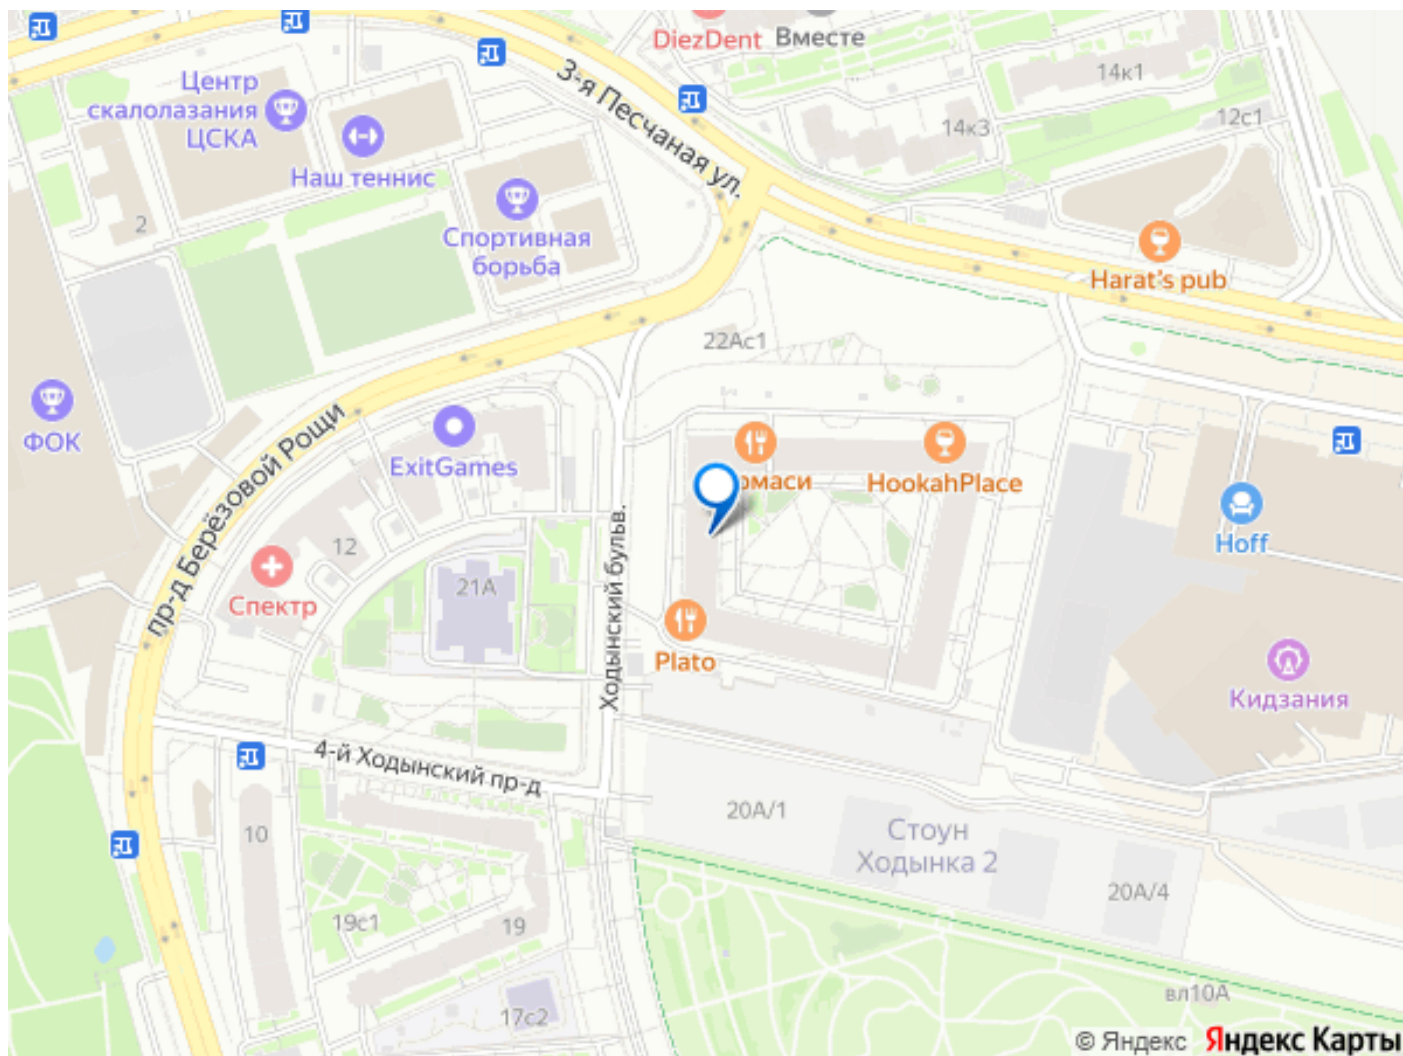 DiezDent
Вместе
Центр
скалолазания
ЦСКА
3-я Песчаная ул.
14к1
14к3
12с1
Наш теннис
2
Спортивная
борьба
Harat's pub
22Ас1
ФОК
пр-д Берёзовой Рощи
ExitGames
HookahPlace
Ходынский бульв.
12
Hoff
21А
Спектр
Plato
Кидзания
4-й Ходынский пр-д
20А/1
Стоун
Ходынка 2
10
20А/4
19с1
19
вл10А
17с2
© Яндекс Яндекс Карты